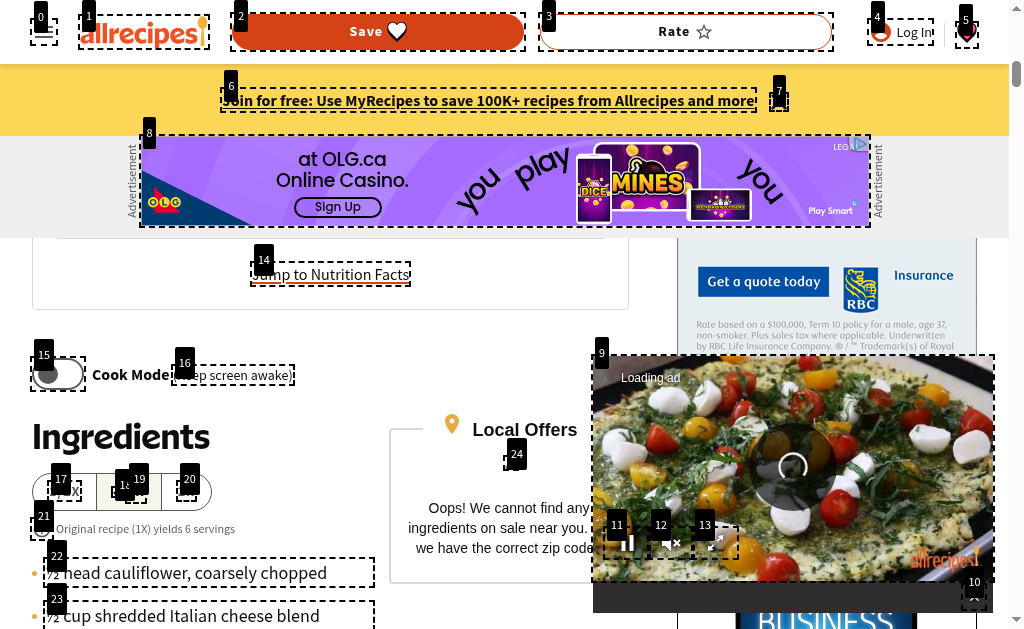 0
1
2
3
4
5
allrecipes
Save
Rate
Log In
6
7
Join for free: Use MyRecipes to save 100K+ recipes from Allrecipes and more
8
Advertisement
at OLG.ca
Online Casino.
Sign Up
OLG
you play you
DICE
MINES
Play Smart
Advertisement
14
Jump to Nutrition Facts
Get a quote today
RBC
Insurance
Rate based on a $100,000, Term 10 policy for a male, age 37,
non-smoker. Plus sales tax where applicable. Underwritten
by RBC Life Insurance Company. ® / ™ Trademark(s) of Royal
15
16
Cook Mode (Keep screen awake)
9
Loading ad
Ingredients
Local Offers
24
17
18
19
20
X
21
Original recipe (1X) yields 6 servings
Oops! We cannot find any
ingredients on sale near you.
we have the correct zip code
11
12
13
allrecipes
22
½ head cauliflower, coarsely chopped
10
23
½ cup shredded Italian cheese blend
BUSINESS